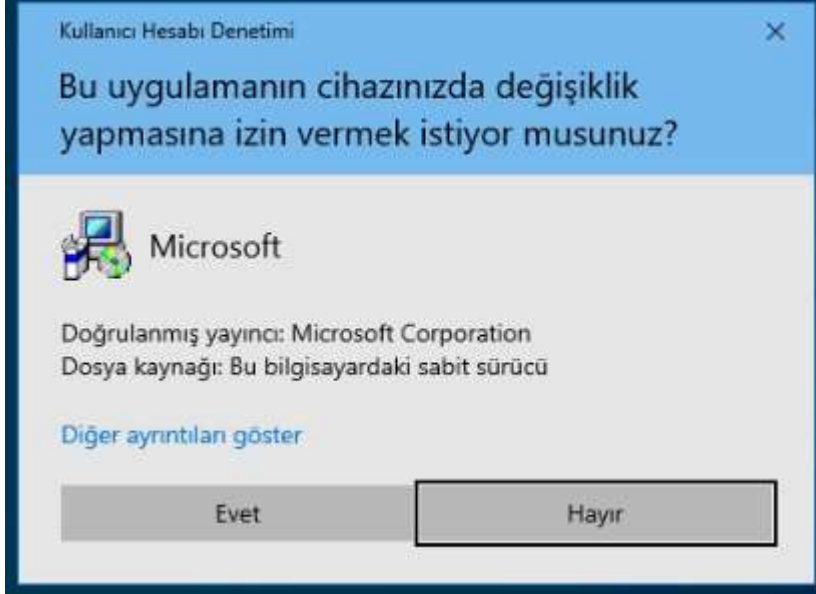 Kullanıcı Hesabı Denetimi
Bu uygulamanın cihazınızda değişiklik
yapmasına izin vermek istiyor musunuz?
Microsoft
Doğrulanmış yayıncı: Microsoft Corporation
Dosya kaynağı: Bu bilgisayardaki sabit sürücü
Diğer ayrıntıları göster
Evet
Hayır